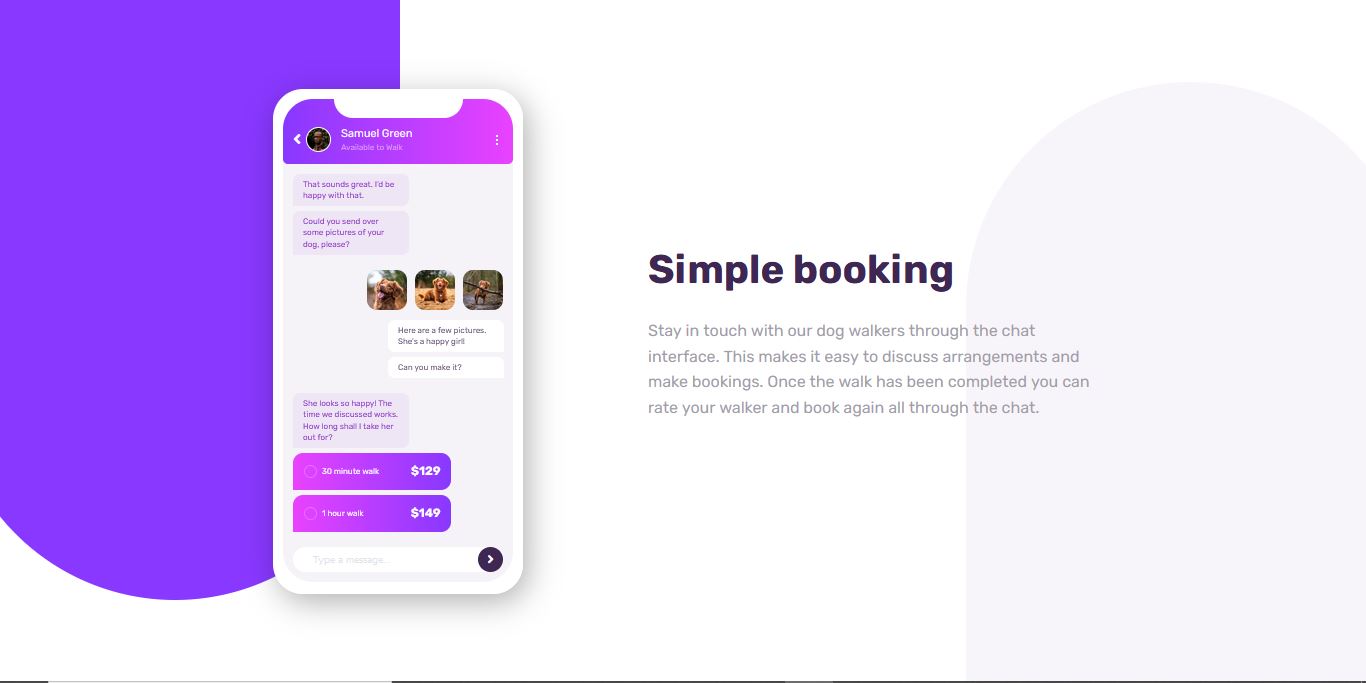 Samuel Green
Available to Walk
That sounds great. I'd be
happy with that.
Could you send over
some pictures of your
dog, please?
Here are a few pictures.
She's a happy girl!
Can you make it?
She looks so happy! The
time we discussed works.
How long shall I take her
out for?
30 minute walk $129
1 hour walk $149
Type a message...
Simple booking
Stay in touch with our dog walkers through the chat
interface. This makes it easy to discuss arrangements and
make bookings. Once the walk has been completed you can
rate your walker and book again all through the chat.